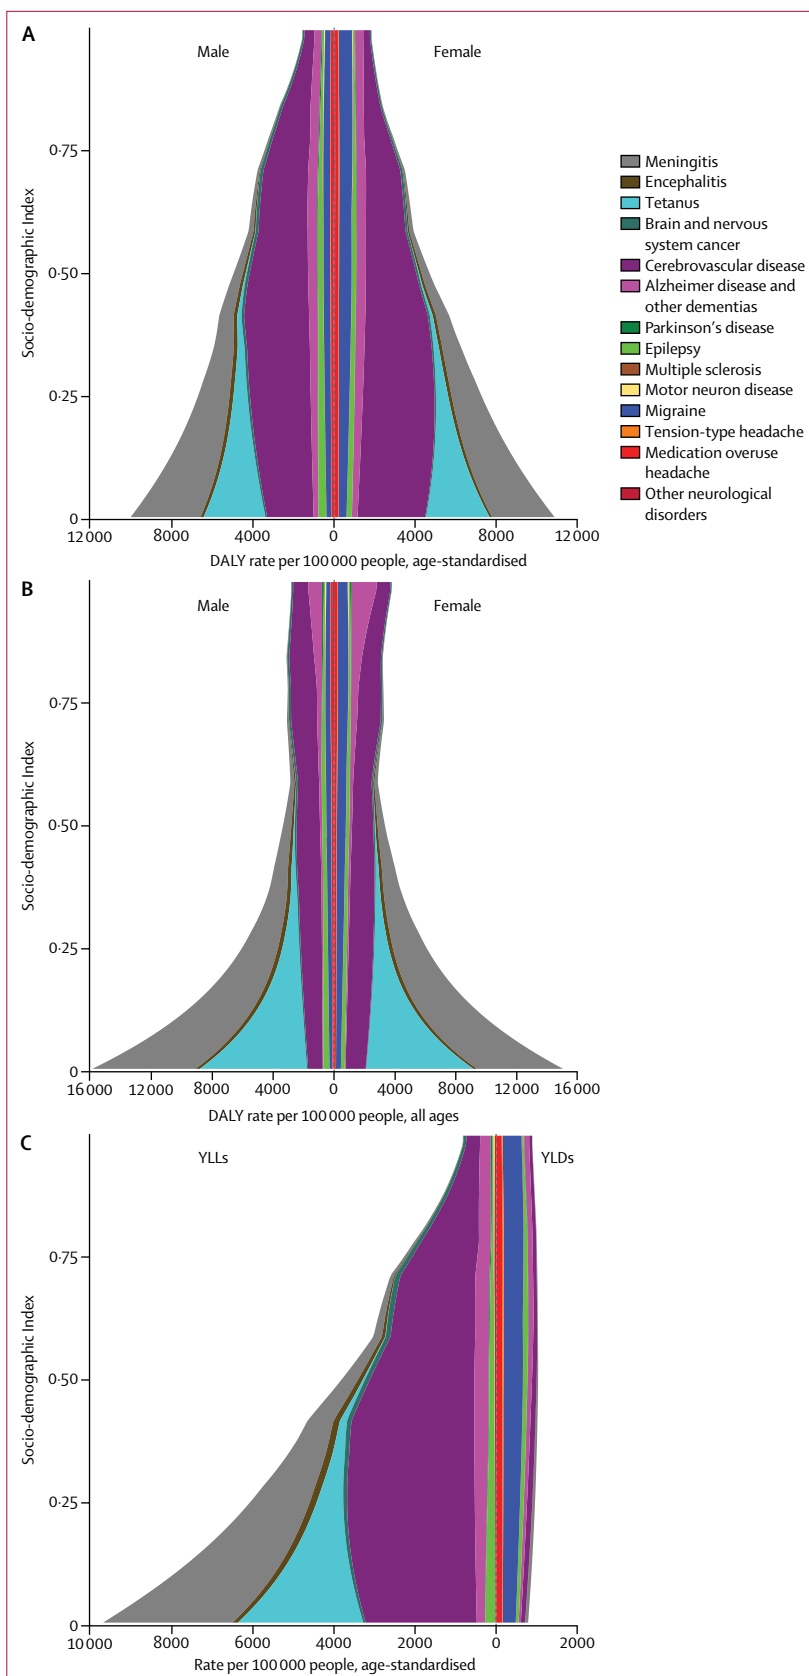 A
Male
Female
0·75
0·50
0·25
0
Socio-demographic Index
12 000 8000 4000 0 4000 8000 12 000
DALY rate per 100 000 people, age-standardised
Meningitis
Encephalitis
Tetanus
Brain and nervous
system cancer
Cerebrovascular disease
Alzheimer disease and
other dementias
Parkinson's disease
Epilepsy
Multiple sclerosis
Motor neuron disease
Migraine
Tension-type headache
Medication overuse
headache
Other neurological
disorders
B
Male
Female
0·75
0·50
0·25
0
Socio-demographic Index
16 000 12 000 8000 4000 0 4000 8000 12 000 16 000
DALY rate per 100 000 people, all ages
C
YLLs
YLDs
0·75
0·50
0·25
0
Socio-demographic Index
10 000 8000 6000 4000 2000 0 2000
Rate per 100 000 people, age-standardised